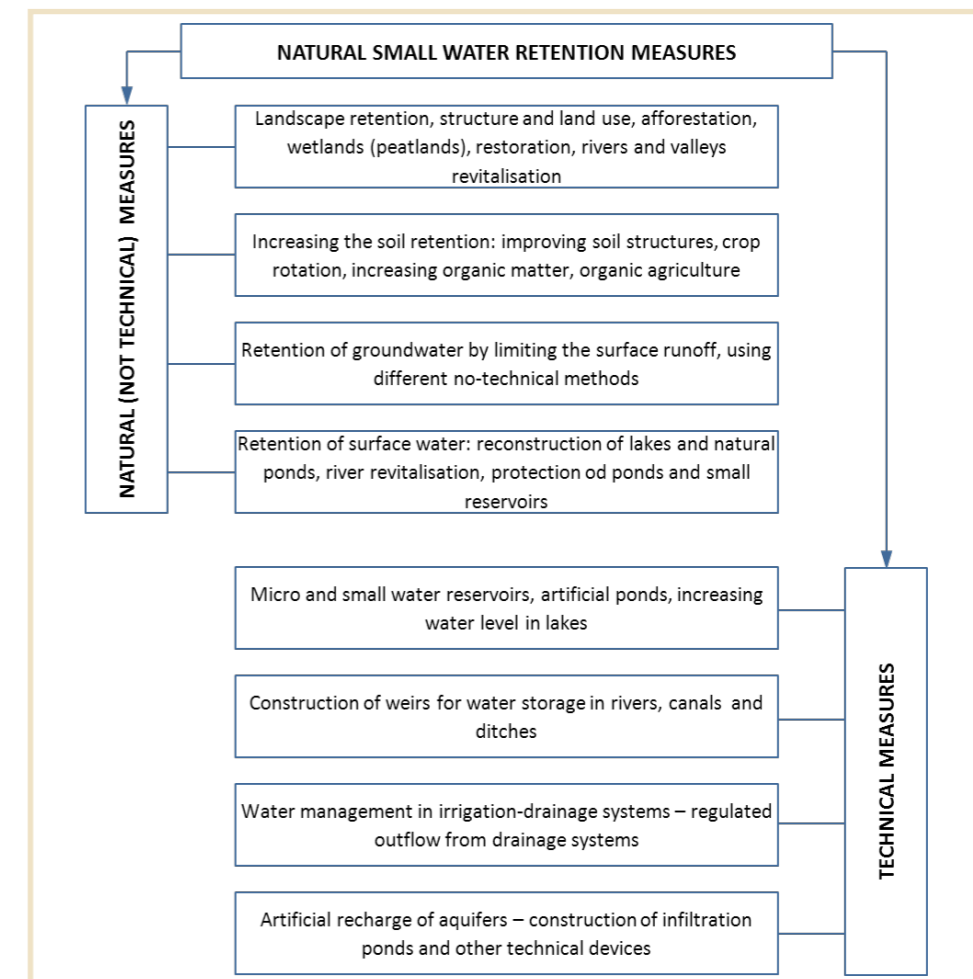 NATURAL SMALL WATER RETENTION MEASURES
NATURAL (NOT TECHNICAL) MEASURES
Landscape retention, structure and land use, afforestation,
wetlands (peatlands), restoration, rivers and valleys
revitalisation
Increasing the soil retention: improving soil structures, crop
rotation, increasing organic matter, organic agriculture
Retention of groundwater by limiting the surface runoff, using
different no-technical methods
Retention of surface water: reconstruction of lakes and natural
ponds, river revitalisation, protection od ponds and small
reservoirs
TECHNICAL MEASURES
Micro and small water reservoirs, artificial ponds, increasing
water level in lakes
Construction of weirs for water storage in rivers, canals and
ditches
Water management in irrigation-drainage systems – regulated
outflow from drainage systems
Artificial recharge of aquifers – construction of infiltration
ponds and other technical devices